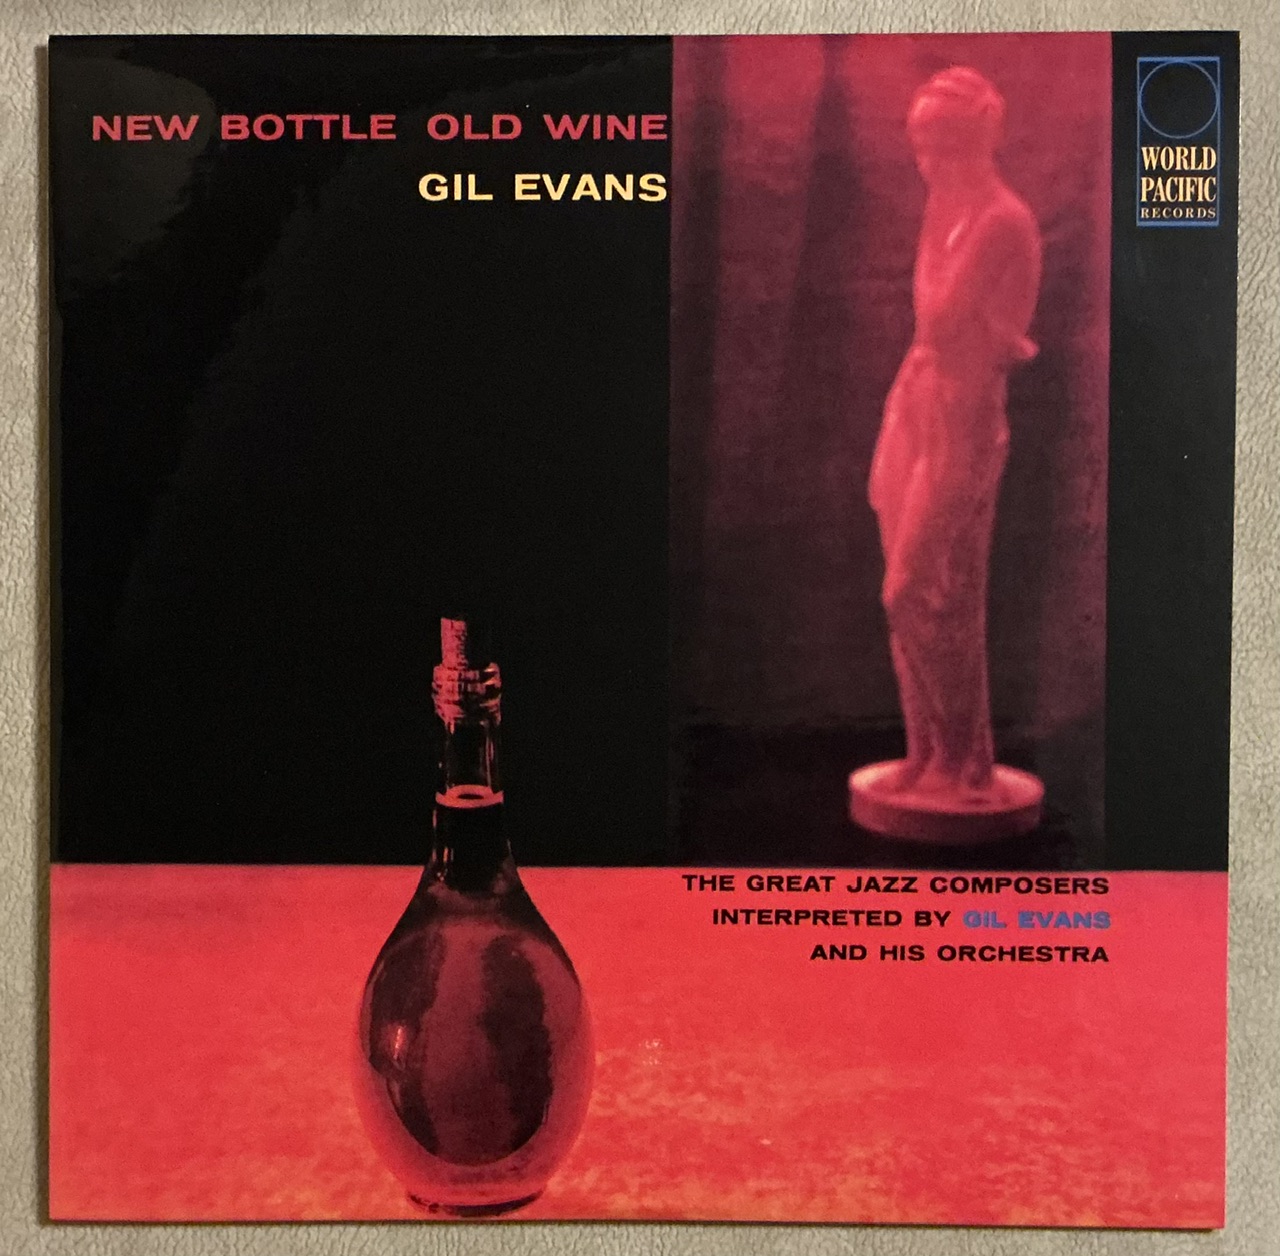 NEW BOTTLE OLD WINE
GIL EVANS
WORLD
PACIFIC
RECORDS
THE GREAT JAZZ COMPOSERS
INTERPRETED BY GIL EVANS
AND HIS ORCHESTRA